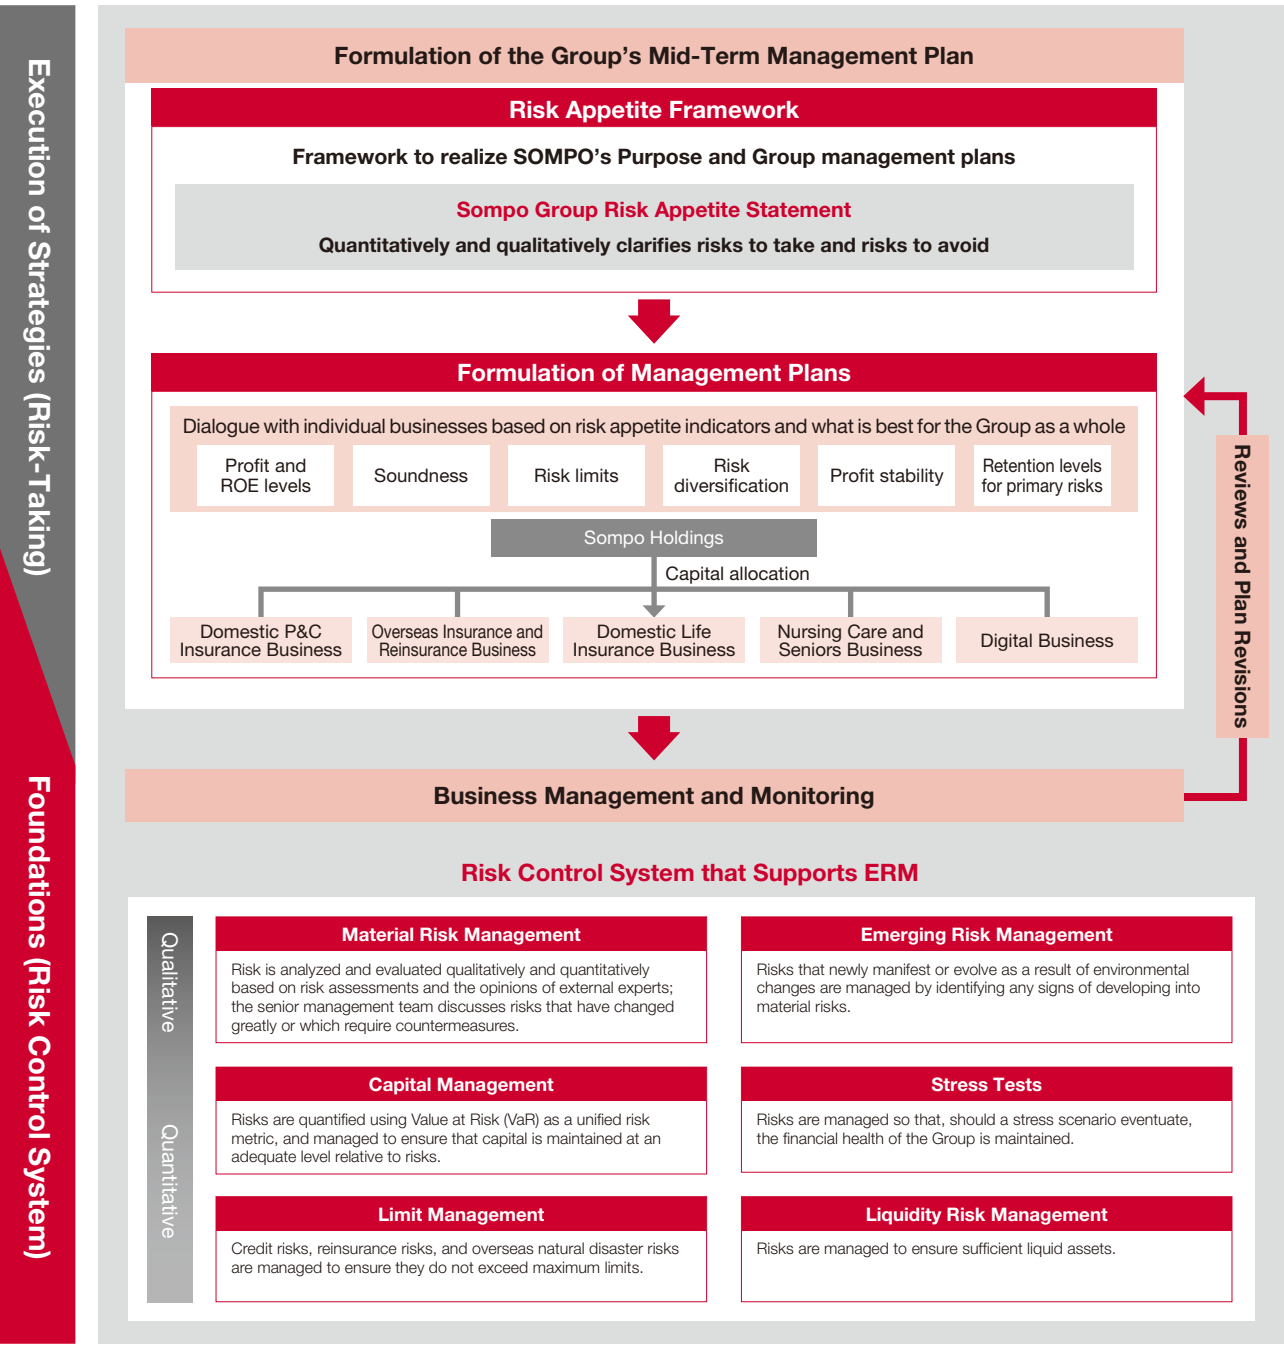 Execution of Strategies (Risk-Taking)
Foundations (Risk Control System)
Formulation of the Group's Mid-Term Management Plan
Risk Appetite Framework
Framework to realize SOMPO's Purpose and Group management plans
Sompo Group Risk Appetite Statement
Quantitatively and qualitatively clarifies risks to take and risks to avoid
Formulation of Management Plans
Dialogue with individual businesses based on risk appetite indicators and what is best for the Group as a whole
Profit and
ROE levels
Soundness
Risk limits
Risk
diversification
Profit stability
Retention levels
for primary risks
Sompo Holdings
Capital allocation
Domestic P&C
Insurance Business
Overseas Insurance and
Reinsurance Business
Domestic Life
Insurance Business
Nursing Care and
Seniors Business
Digital Business
Reviews and Plan Revisions
Business Management and Monitoring
Risk Control System that Supports ERM
Qualitative
Quantitative
Material Risk Management
Risk is analyzed and evaluated qualitatively and quantitatively
based on risk assessments and the opinions of external experts;
the senior management team discusses risks that have changed
greatly or which require countermeasures.
Emerging Risk Management
Risks that newly manifest or evolve as a result of environmental
changes are managed by identifying any signs of developing into
material risks.
Capital Management
Risks are quantified using Value at Risk (VaR) as a unified risk
metric, and managed to ensure that capital is maintained at an
adequate level relative to risks.
Stress Tests
Risks are managed so that, should a stress scenario eventuate,
the financial health of the Group is maintained.
Limit Management
Credit risks, reinsurance risks, and overseas natural disaster risks
are managed to ensure they do not exceed maximum limits.
Liquidity Risk Management
Risks are managed to ensure sufficient liquid assets.